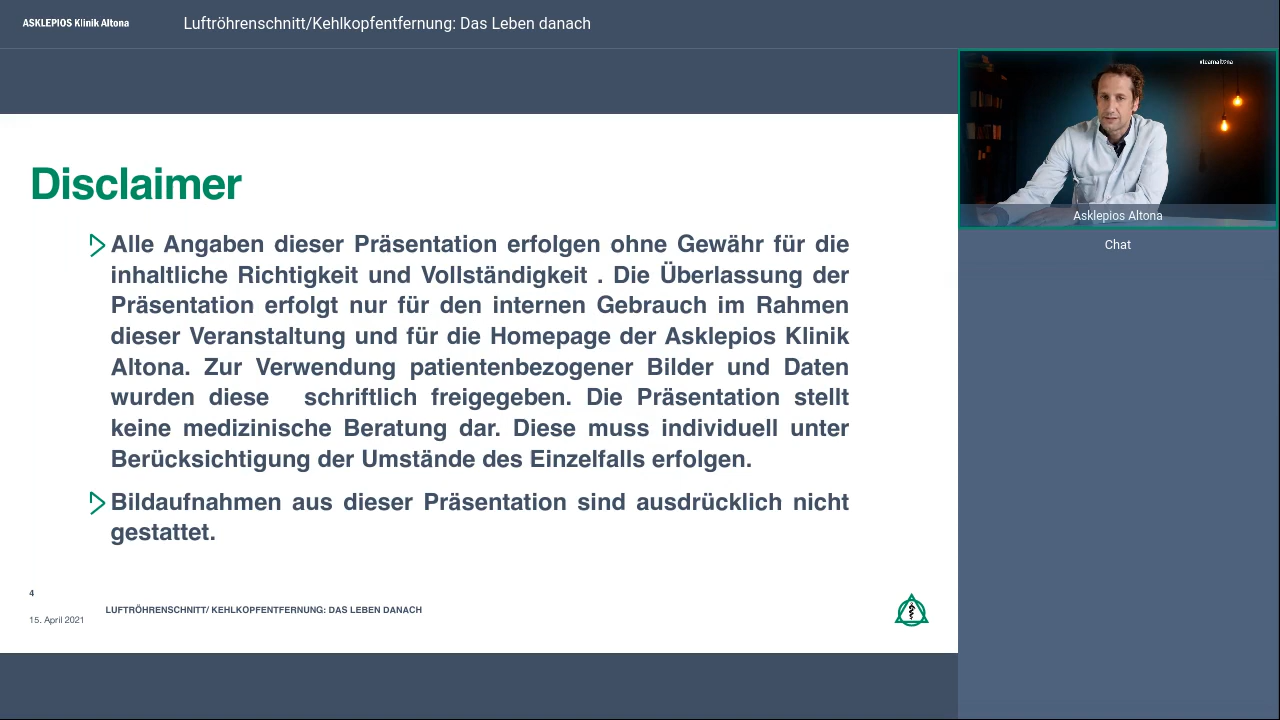 ASKLEPIOS Klinik Altona
Luftröhrenschnitt/Kehlkopfentfernung: Das Leben danach
#teamaltona
Asklepios Altona
Chat
Disclaimer
Alle Angaben dieser Präsentation erfolgen ohne Gewähr für die
inhaltliche Richtigkeit und Vollständigkeit . Die Überlassung der
Präsentation erfolgt nur für den internen Gebrauch im Rahmen
dieser Veranstaltung und für die Homepage der Asklepios Klinik
Altona. Zur Verwendung patientenbezogener Bilder und Daten
wurden diese schriftlich freigegeben. Die Präsentation stellt
keine medizinische Beratung dar. Diese muss individuell unter
Berücksichtigung der Umstände des Einzelfalls erfolgen.
Bildaufnahmen aus dieser Präsentation sind ausdrücklich nicht
gestattet.
4
LUFTRÖHRENSCHNITT/ KEHLKOPFENTFERNUNG: DAS LEBEN DANACH
15. April 2021